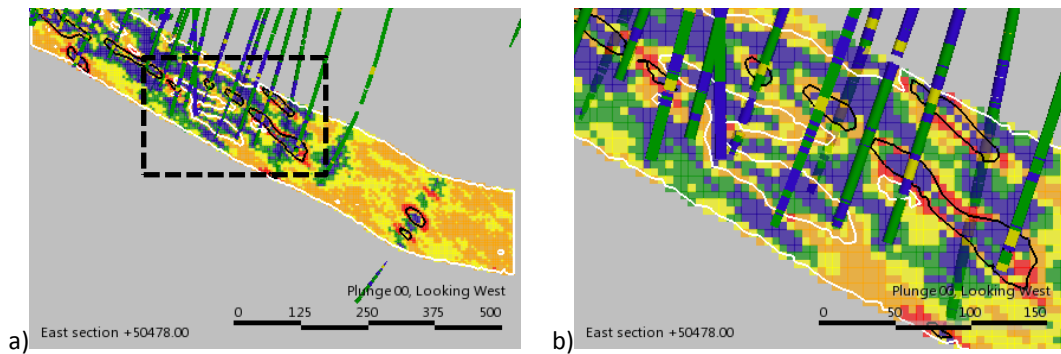 Plunge 00, Looking West
0 125 250 375 500
a) East section +50478.00
Plunge 00, Looking West
0 50 100 150
b) East section +50478.00